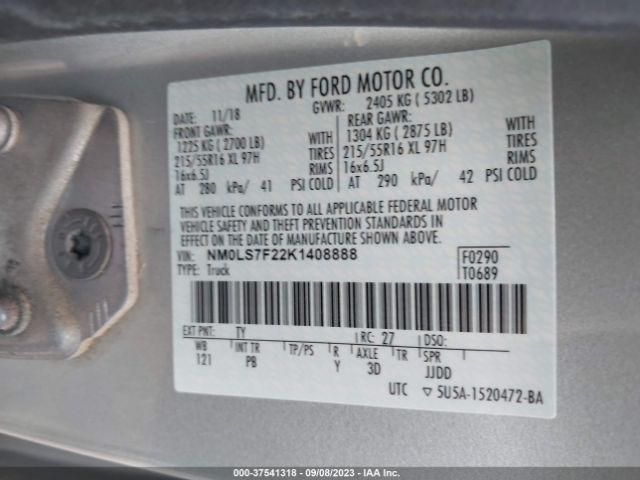 MFD. BY FORD MOTOR CO.
DATE: 11/18 GVWR: 2405 KG ( 5302 LB)
FRONT GAWR: REAR GAWR:
1225 KG ( 2700 LB) WITH 1304 KG ( 2875 LB) WITH
215/55R16 XL 97H TIRES 215/55R16 XL 97H TIRES
16x6.5J RIMS 16x6.5J RIMS
AT 280 kPa/ 41 PSI COLD AT 290 kPa/ 42 PSI COLD
THIS VEHICLE CONFORMS TO ALL APPLICABLE FEDERAL MOTOR
VEHICLE SAFETY AND THEFT PREVENTION STANDARDS IN
EFFECT ON THE DATE OF MANUFACTURE SHOWN ABOVE.
VIN: NM0LS7F22K1408888 F0290
TYPE: Truck T0689
EXT PNT: TY RC: 27 DSO:
WB INT TR TP/PS R AXLE TR SPR
121 PB Y 3D JJDD
UTC ▽ 5U5A-1520472-BA
000-37541318 - 09/08/2023 - IAA Inc.